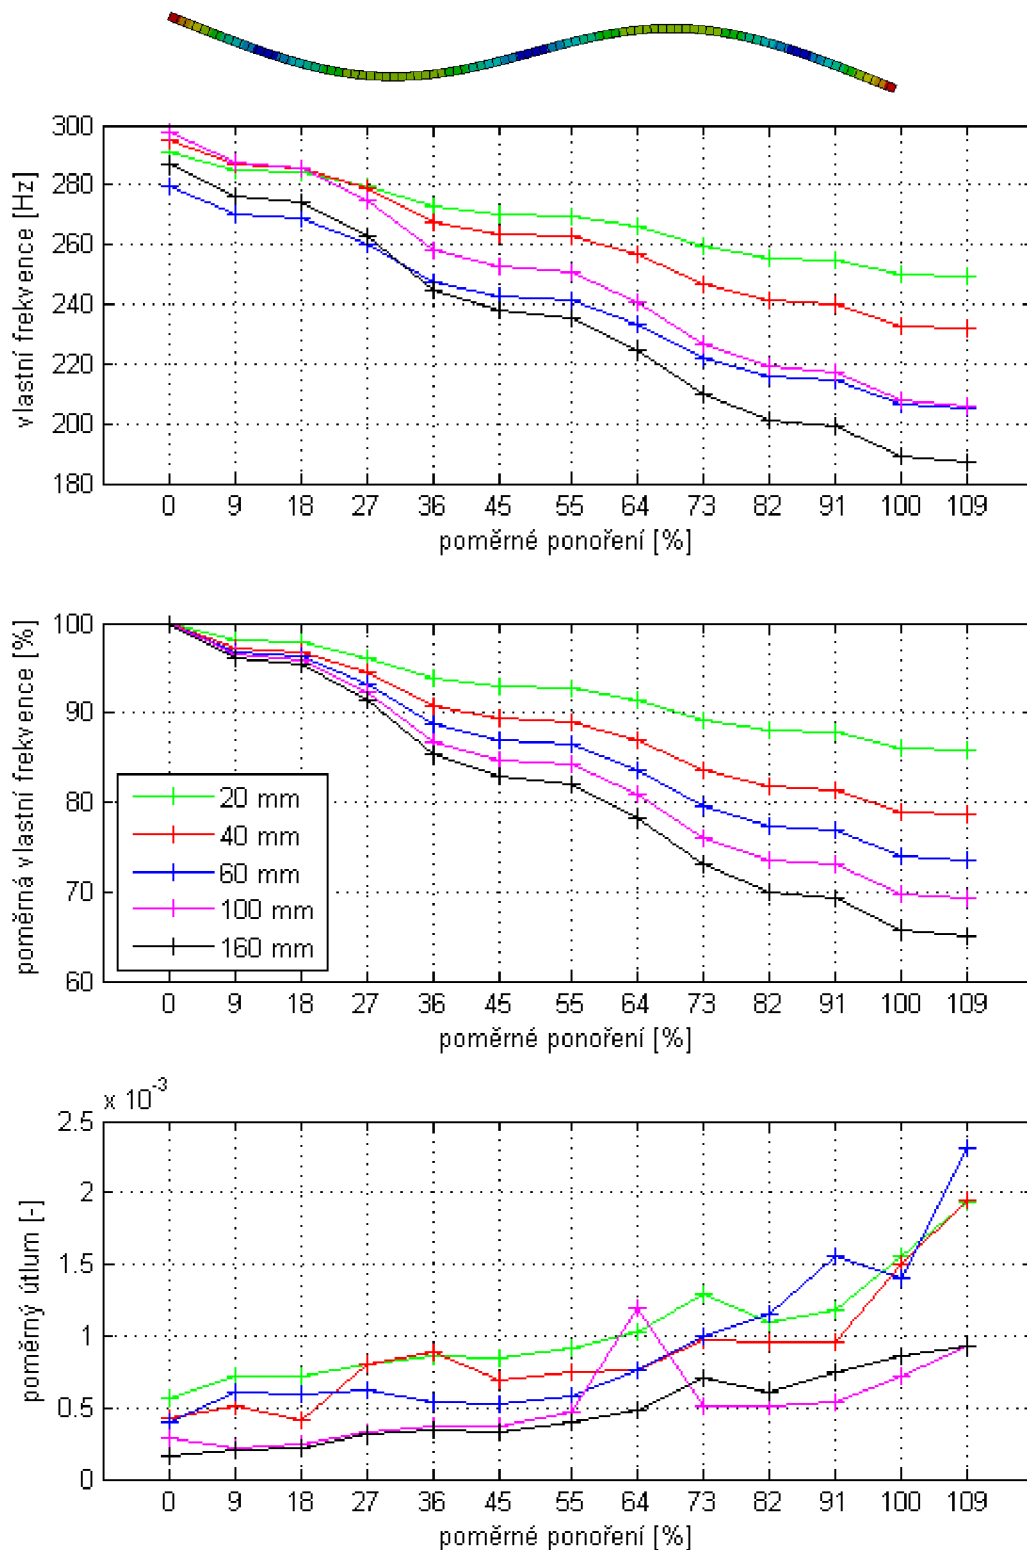 300
280
260
240
220
200
180
vlastní frekvence [Hz]
0 9 18 27 36 45 55 64 73 82 91 100 109
poměrné ponoření [%]
100
90
80
70
60
poměrná vlastní frekvence [%]
20 mm
40 mm
60 mm
100 mm
160 mm
0 9 18 27 36 45 55 64 73 82 91 100 109
poměrné ponoření [%]
x 10^-3
2.5
2
1.5
1
0.5
0
poměrný útlum [-]
0 9 18 27 36 45 55 64 73 82 91 100 109
poměrné ponoření [%]